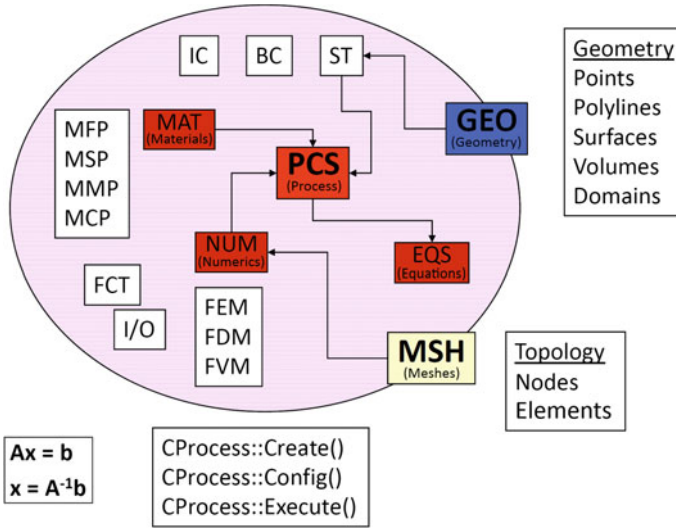 IC
BC
ST
Geometry
Points
Polylines
Surfaces
Volumes
Domains
MAT
(Materials)
GEO
(Geometry)
MFP
MSP
MMP
MCP
PCS
(Process)
NUM
(Numerics)
EQS
(Equations)
FCT
I/O
FEM
FDM
FVM
MSH
(Meshes)
Topology
Nodes
Elements
Ax = b
x = A⁻¹b
CProcess::Create()
CProcess::Config()
CProcess::Execute()